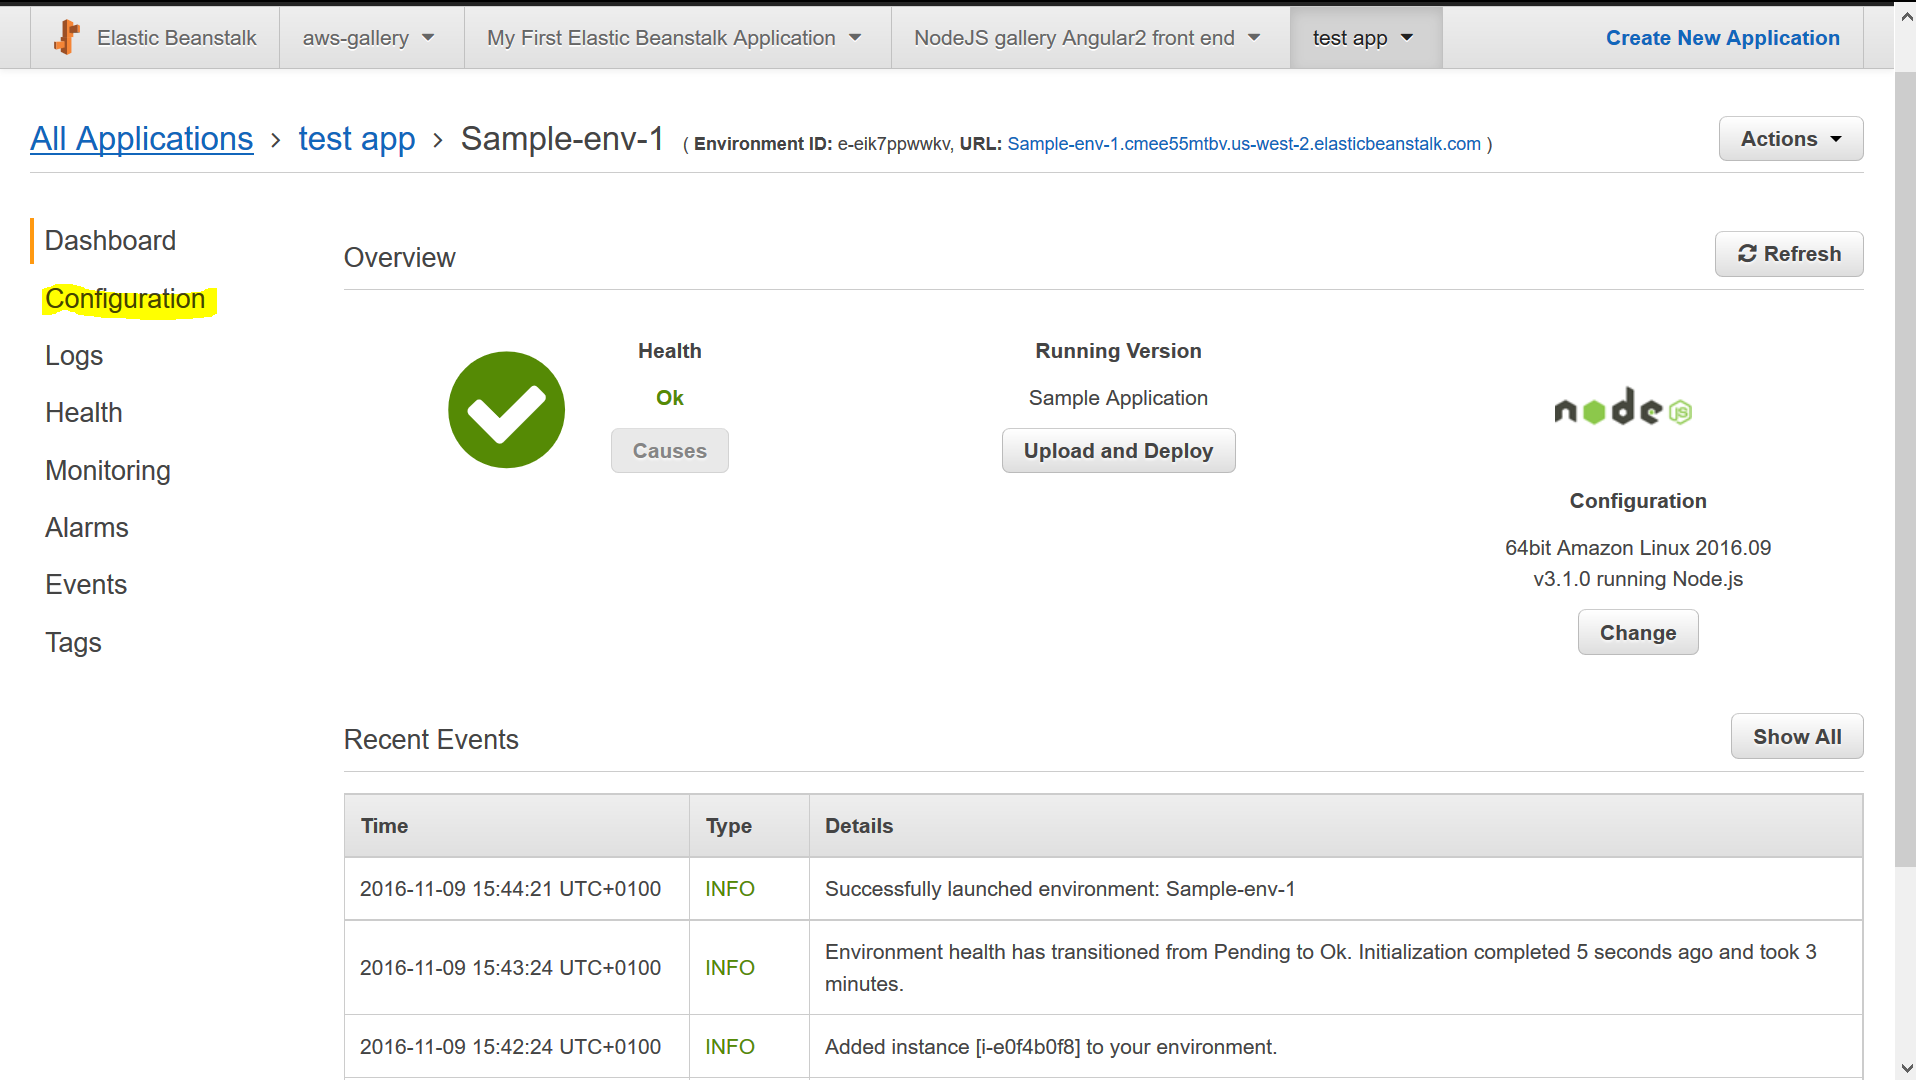 Elastic Beanstalk
aws-gallery
My First Elastic Beanstalk Application
NodeJS gallery Angular2 front end
test app
Create New Application
All Applications > test app > Sample-env-1 ( Environment ID: e-eik7ppwwkv, URL: Sample-env-1.cmee55mtbv.us-west-2.elasticbeanstalk.com )
Actions
Dashboard
Configuration
Logs
Health
Monitoring
Alarms
Events
Tags
Overview
Refresh
Health
Ok
Causes
Running Version
Sample Application
Upload and Deploy
node JS
Configuration
64bit Amazon Linux 2016.09
v3.1.0 running Node.js
Change
Recent Events
Show All
Time Type Details
2016-11-09 15:44:21 UTC+0100 INFO Successfully launched environment: Sample-env-1
2016-11-09 15:43:24 UTC+0100 INFO Environment health has transitioned from Pending to Ok. Initialization completed 5 seconds ago and took 3
minutes.
2016-11-09 15:42:24 UTC+0100 INFO Added instance [i-e0f4b0f8] to your environment.